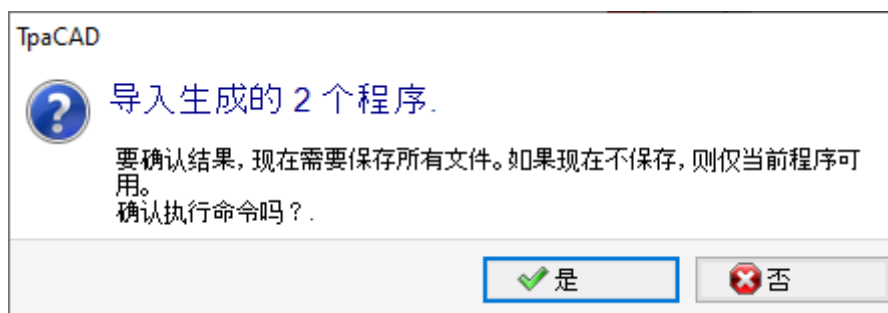 TpaCAD
导入生成的 2 个程序.
要确认结果，现在需要保存所有文件。如果现在不保存，则仅当前程序可
用。
确认执行命令吗？.
是
否